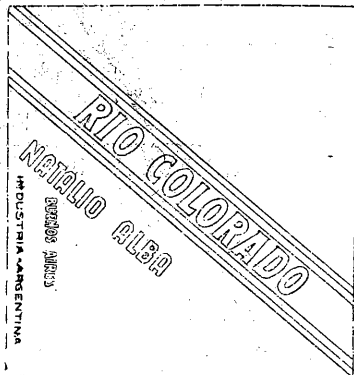 RIO COLORADO
NATALIO ALBA
BUENOS AIRES
INDUSTRIA ARGENTINA